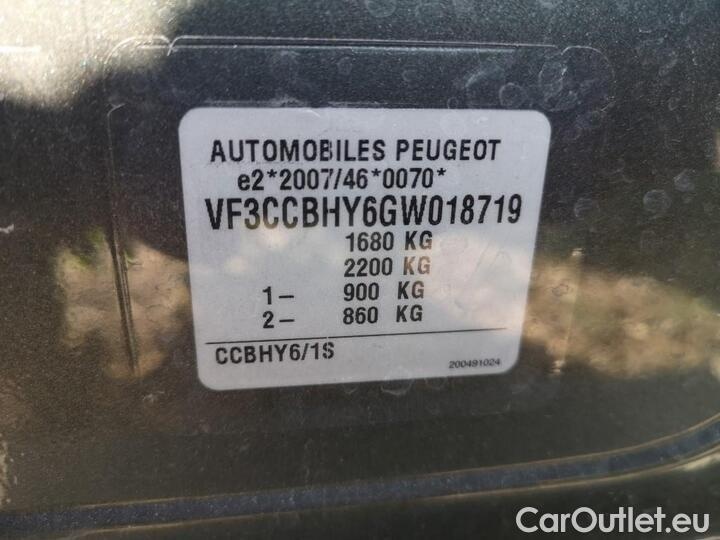 AUTOMOBILES PEUGEOT
e2*2007/46*0070*
VF3CCBHY6GW018719
1680 KG
2200 KG
1- 900 KG
2- 860 KG
CCBHY6/1S
200491024
CarOutlet.eu